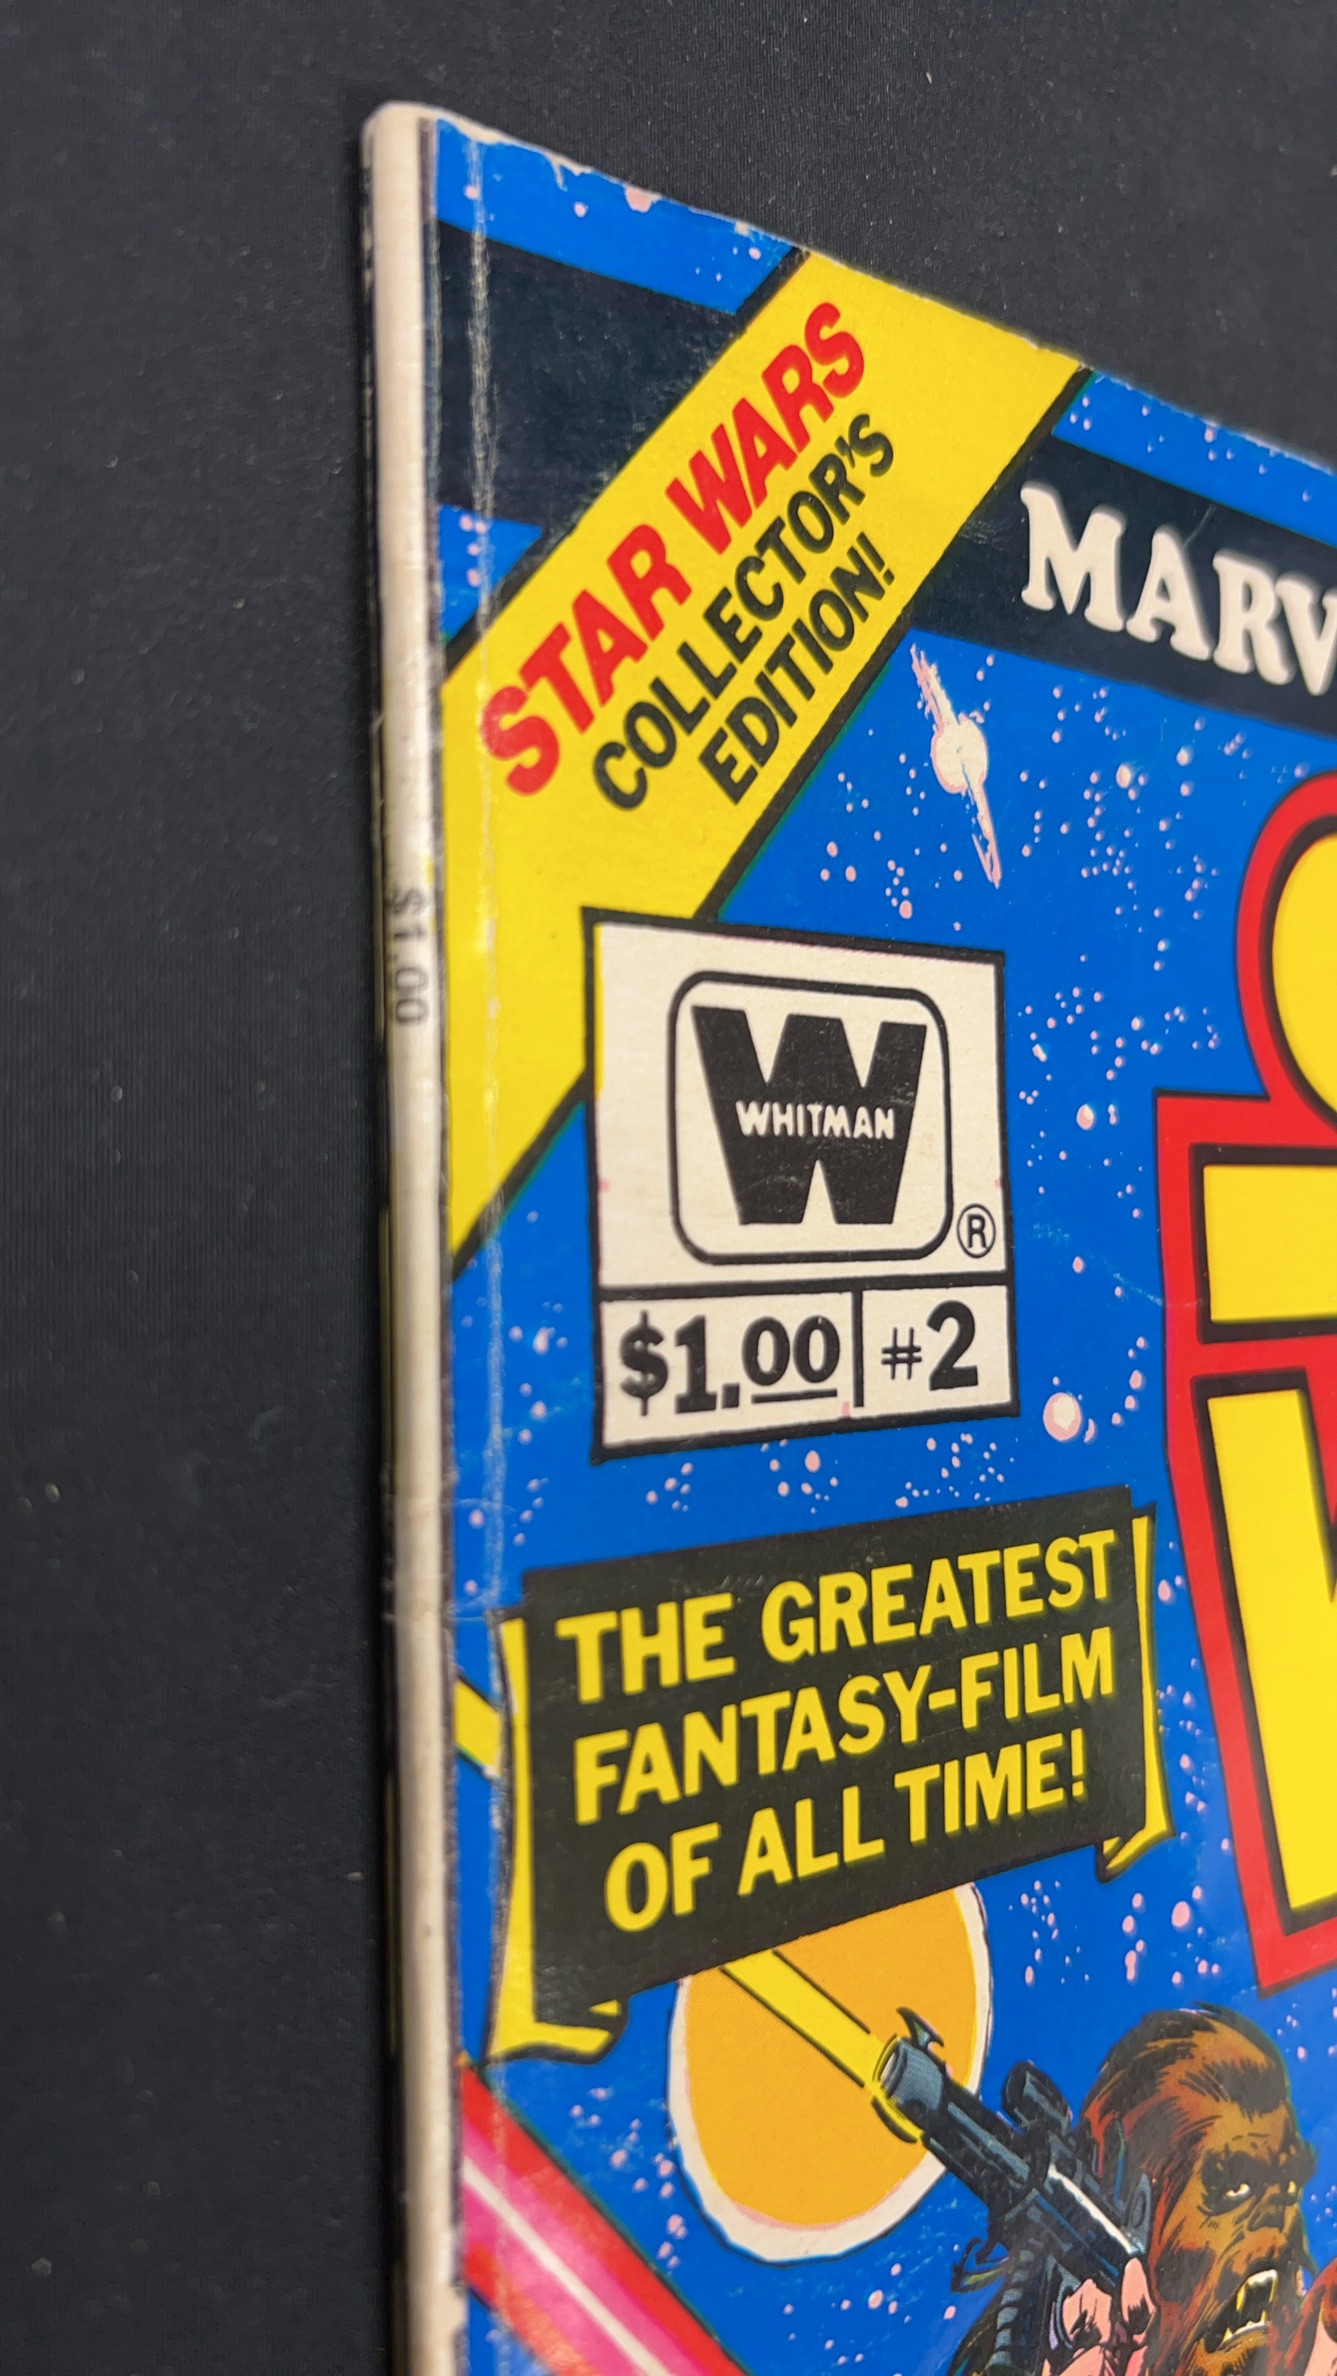 STAR WARS
COLLECTOR'S
EDITION!
MARV
$1.00
WHITMAN
®
$1.00 #2
THE GREATEST
FANTASY-FILM
OF ALL TIME!